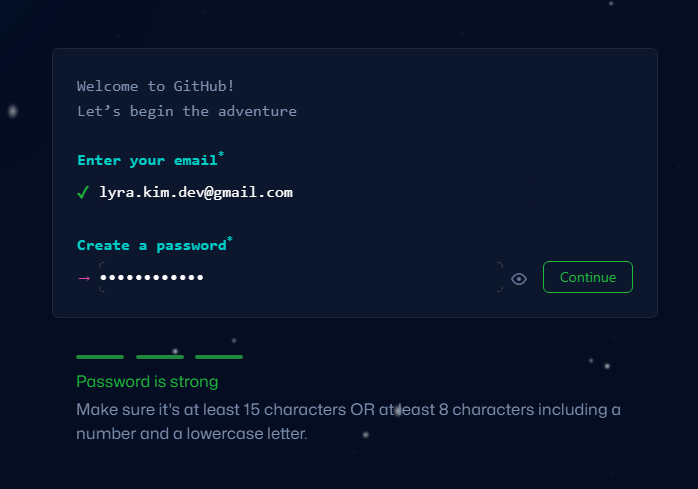 Welcome to GitHub!
Let’s begin the adventure
Enter your email*
✓ lyra.kim.dev@gmail.com
Create a password*
→ ••••••••••••
Continue
Password is strong
Make sure it's at least 15 characters OR at least 8 characters including a
number and a lowercase letter.